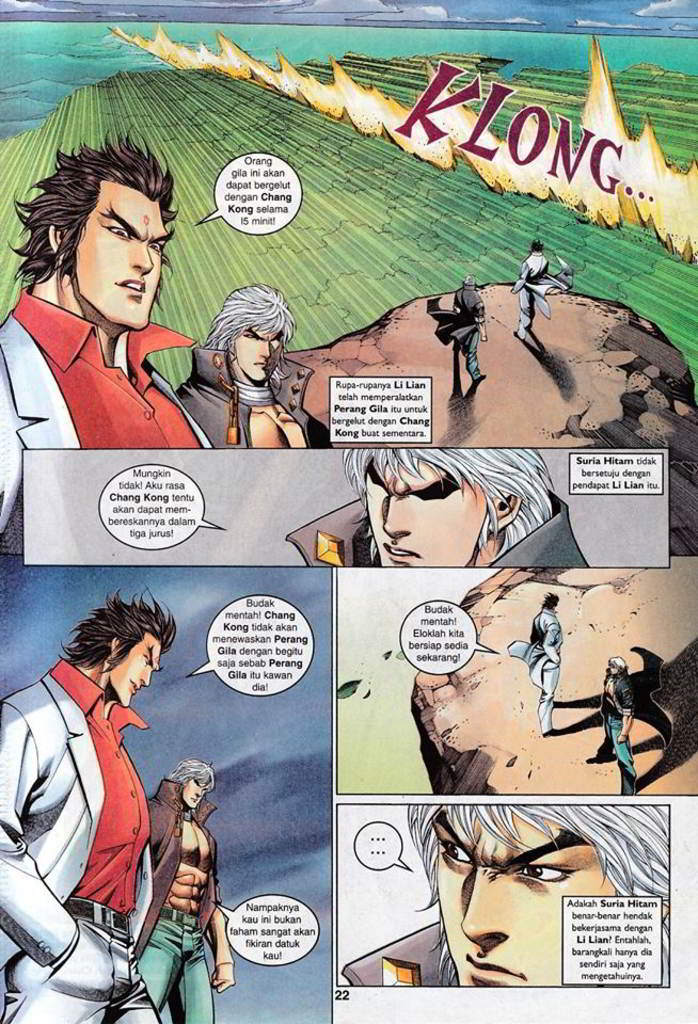 KLONG...
Orang
gila ini akan
dapat bergelut
dengan Chang
Kong selama
15 minit!
Rupa-rupanya Li Lian
telah memperalatkan
Perang Gila itu untuk
bergelut dengan Chang
Kong buat sementara.
Mungkin
tidak! Aku rasa
Chang Kong tentu
akan dapat mem-
bereskannya dalam
tiga jurus!
Suria Hitam tidak
bersetuju dengan
pendapat Li Lian itu.
Budak
mentah! Chang
Kong tidak akan
menewaskan Perang
Gila dengan begitu
saja sebab Perang
Gila itu kawan
dia!
Nampaknya
kau ini bukan
faham sangat akan
fikiran datuk
kau!
Budak
mentah!
Eloklah kita
bersiap sedia
sekarang!
...
...
Adakah Suria Hitam
benar-benar hendak
bekerjasama dengan
Li Lian? Entahlah,
barangkali hanya dia
sendiri saja yang
mengetahuinya.
22